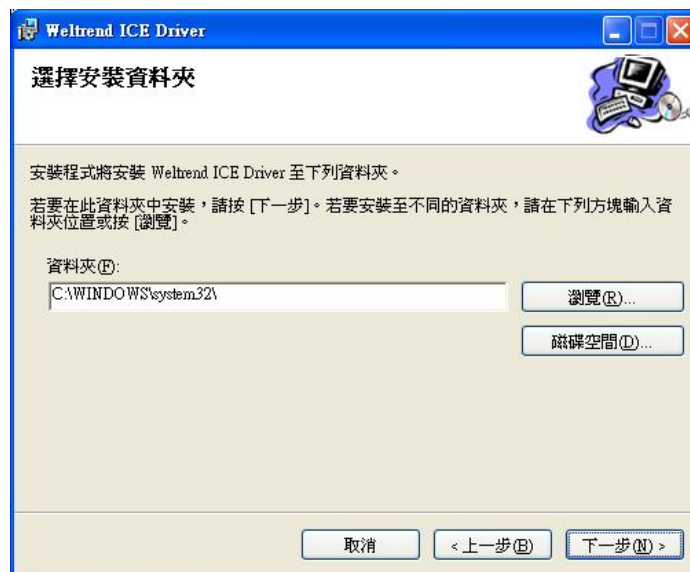 Weltrend ICE Driver
選擇安裝資料夾
安裝程式將安裝 Weltrend ICE Driver 至下列資料夾。
若要在此資料夾中安裝，請按 [下一步]。若要安裝至不同的資料夾，請在下列方塊輸入資
料夾位置或按 [瀏覽]。
資料夾(F):
C:\WINDOWS\system32\
瀏覽(R)...
磁碟空間(D)...
取消
< 上一步(B)
下一步(N) >